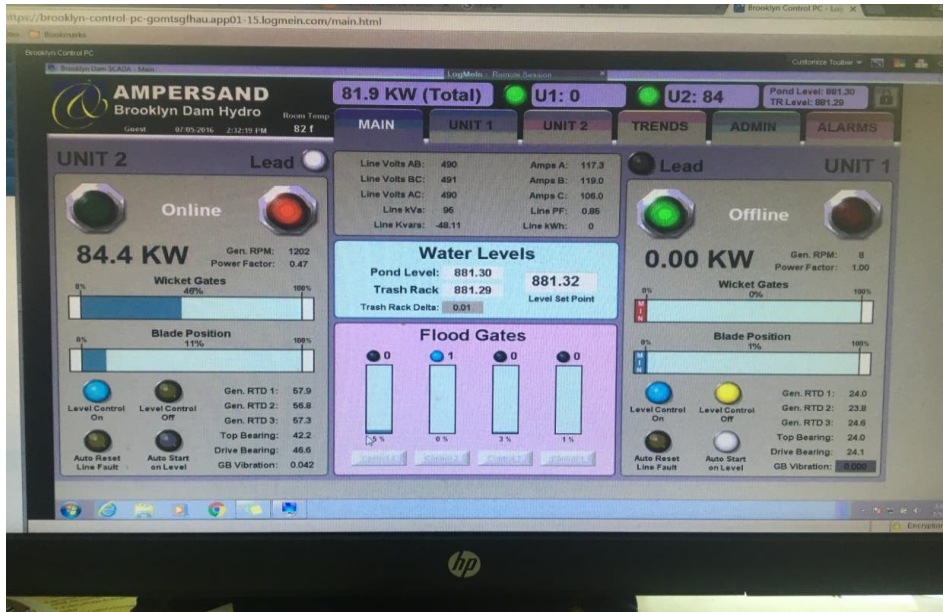 https://brooklyn-control-pc-gomtsglhau.app01-15.logmein.com/main.html
Brooklyn Control PC - Log
Bookmarks
Brooklyn Control PC
Customize Toolbar
Brooklyn Dam SCADA - Main
LogMeIn - Remote Session
AMPERSAND
Brooklyn Dam Hydro
Guest 07.05.2016 2:32:19 PM
Room Temp
82 f
81.9 KW (Total)
U1: 0
U2: 84
Pond Level: 881.30
TR Level: 881.29
MAIN
UNIT 1
UNIT 2
TRENDS
ADMIN
ALARMS
UNIT 2
Lead
Online
84.4 KW
Gen. RPM: 1202
Power Factor: 0.47
Wicket Gates
0% 46% 100%
Blade Position
0% 11% 100%
Level Control On
Level Control Off
Auto Reset Line Fault
Auto Start on Level
Gen. RTD 1: 57.9
Gen. RTD 2: 56.8
Gen. RTD 3: 57.3
Top Bearing: 42.2
Drive Bearing: 46.6
GB Vibration: 0.042
Line Volts AB: 490 Amps A: 117.3
Line Volts BC: 491 Amps B: 119.0
Line Volts AC: 490 Amps C: 106.0
Line kVa: 96 Line PF: 0.86
Line Kvars: -48.11 Line kWh: 0
Water Levels
Pond Level: 881.30
Trash Rack 881.29
Trash Rack Delta: 0.01
881.32
Level Set Point
Flood Gates
0 1 0 0
5 % 0 % 3 % 1 %
Lead
UNIT 1
Offline
0.00 KW
Gen. RPM: 8
Power Factor: 1.00
Wicket Gates
0% 0% 100%
MIN
Blade Position
0% 1% 100%
MIN
Level Control On
Level Control Off
Auto Reset Line Fault
Auto Start on Level
Gen. RTD 1: 24.0
Gen. RTD 2: 23.8
Gen. RTD 3: 24.6
Top Bearing: 24.0
Drive Bearing: 24.1
GB Vibration: 0.000
Encryption
hp